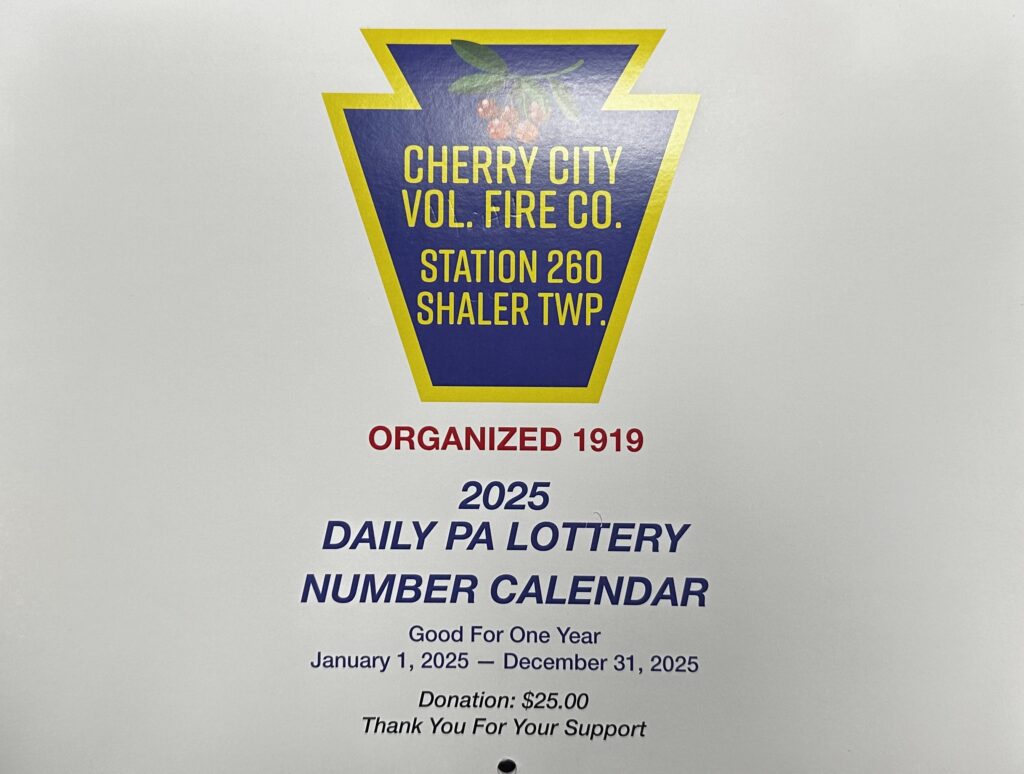 CHERRY CITY
VOL. FIRE CO.
STATION 260
SHALER TWP.
ORGANIZED 1919
2025
DAILY PA LOTTERY
NUMBER CALENDAR
Good For One Year
January 1, 2025 — December 31, 2025
Donation: $25.00
Thank You For Your Support